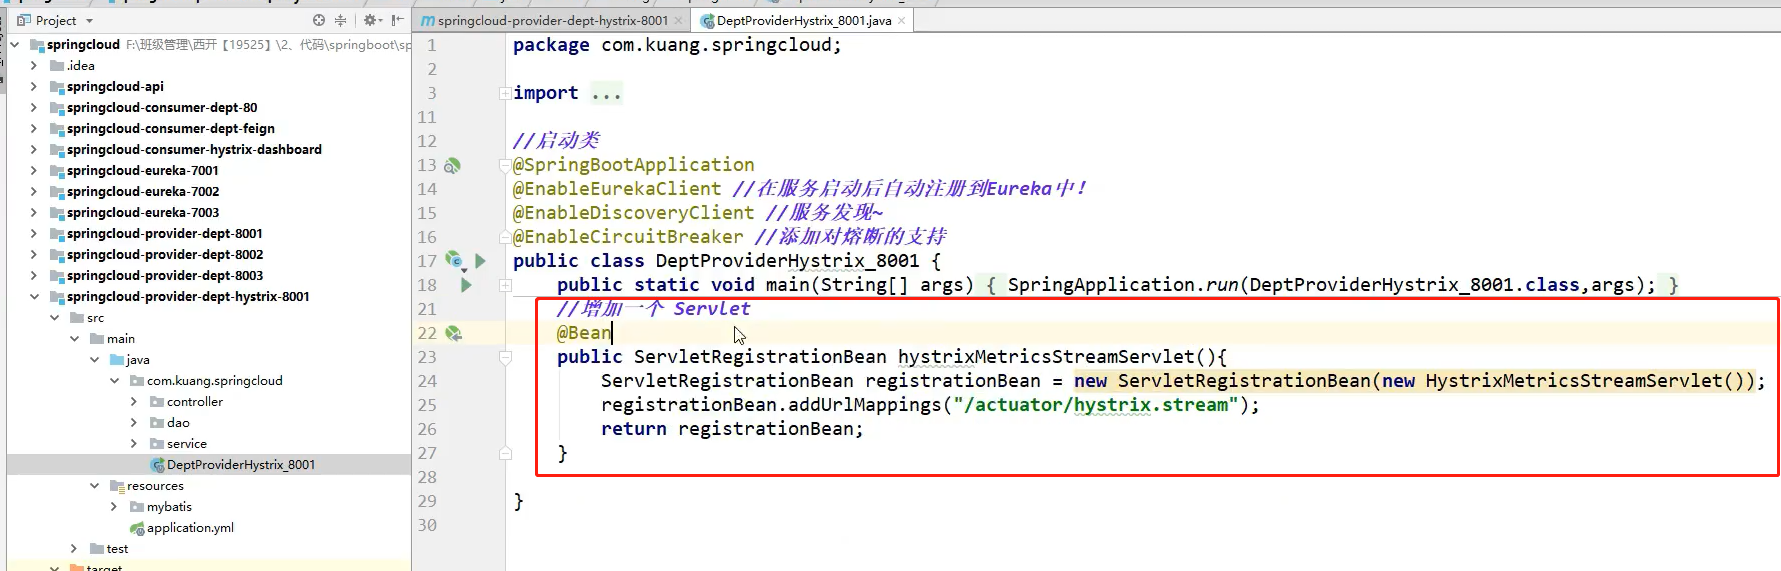 Project
springcloud F:\班级管理\西开【19525】\2、代码\springboot\sp
.idea
springcloud-api
springcloud-consumer-dept-80
springcloud-consumer-dept-feign
springcloud-consumer-hystrix-dashboard
springcloud-eureka-7001
springcloud-eureka-7002
springcloud-eureka-7003
springcloud-provider-dept-8001
springcloud-provider-dept-8002
springcloud-provider-dept-8003
springcloud-provider-dept-hystrix-8001
src
main
java
com.kuang.springcloud
controller
dao
service
DeptProviderHystrix_8001
resources
mybatis
application.yml
test
target
springcloud-provider-dept-hystrix-8001 DeptProviderHystrix_8001.java
1 package com.kuang.springcloud;
2
3 import ...
11
12 //启动类
13 @SpringBootApplication
14 @EnableEurekaClient //在服务启动后自动注册到Eureka中！
15 @EnableDiscoveryClient //服务发现~
16 @EnableCircuitBreaker //添加对熔断的支持
17 public class DeptProviderHystrix_8001 {
18 public static void main(String[] args) { SpringApplication.run(DeptProviderHystrix_8001.class,args); }
21 //增加一个 Servlet
22 @Bean
23 public ServletRegistrationBean hystrixMetricsStreamServlet(){
24 ServletRegistrationBean registrationBean = new ServletRegistrationBean(new HystrixMetricsStreamServlet());
25 registrationBean.addUrlMappings("/actuator/hystrix.stream");
26 return registrationBean;
27 }
28
29 }
30